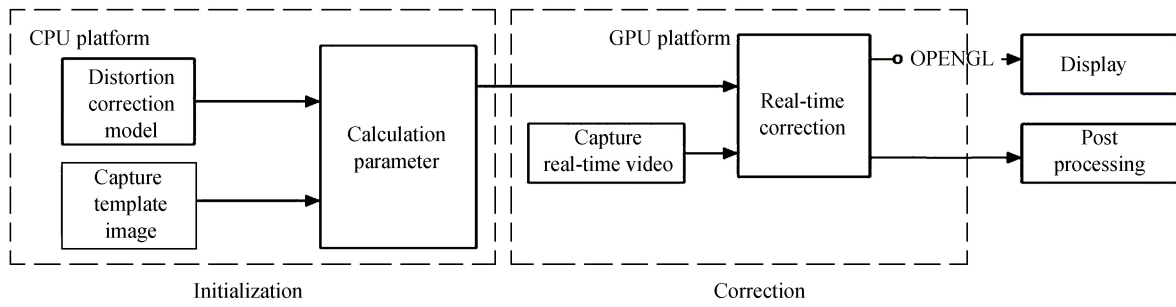 CPU platform
Distortion
correction
model
Capture
template
image
Calculation
parameter
GPU platform
Capture
real-time video
Real-time
correction
OPENGL
Display
Post
processing
Initialization
Correction